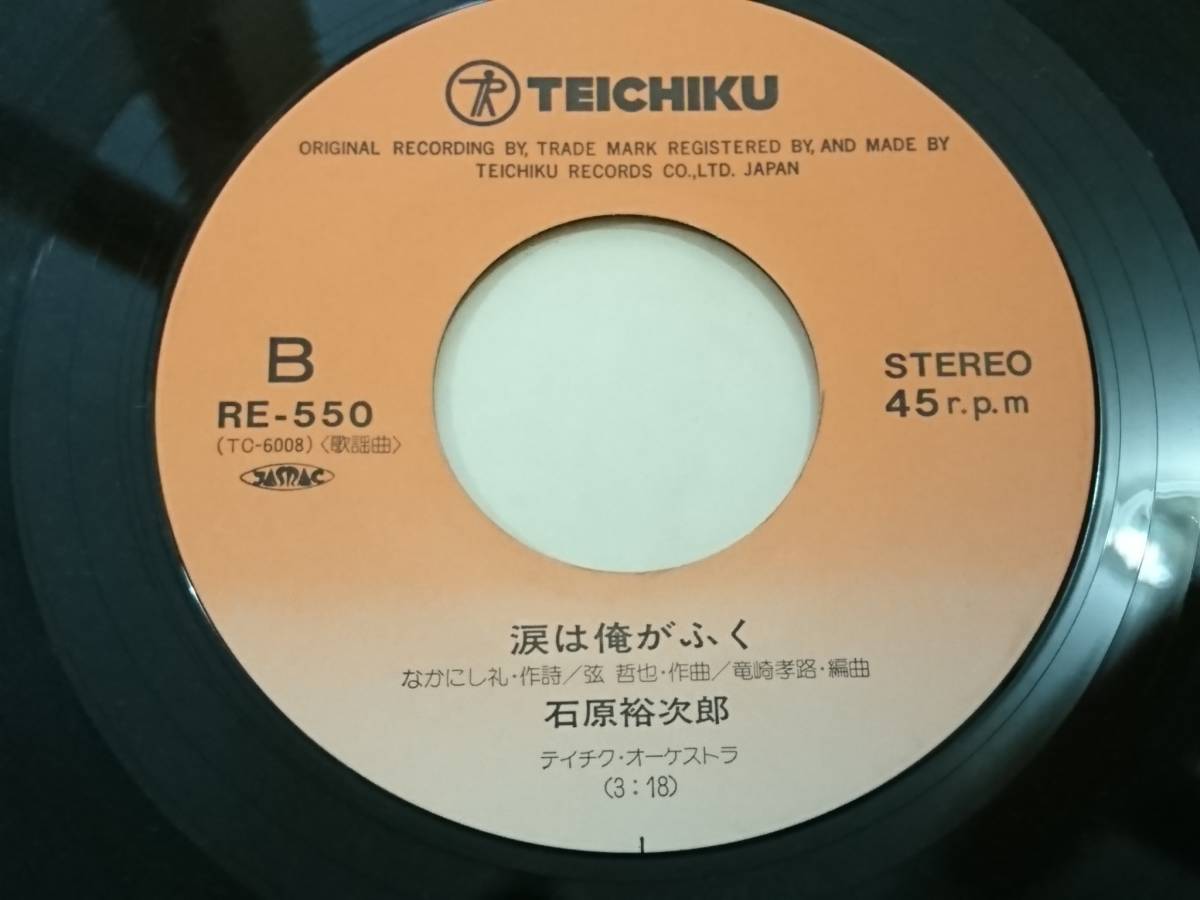 TEICHIKU
ORIGINAL RECORDING BY, TRADE MARK REGISTERED BY, AND MADE BY
TEICHIKU RECORDS CO.,LTD. JAPAN
B
RE-550
(TC-6008)〈歌謡曲〉
JASRAC
STEREO
45 r.p.m
涙は俺がふく
なかにし礼・作詩/弦 哲也・作曲/竜崎孝路・編曲
石原裕次郎
テイチク・オーケストラ
(3:18)